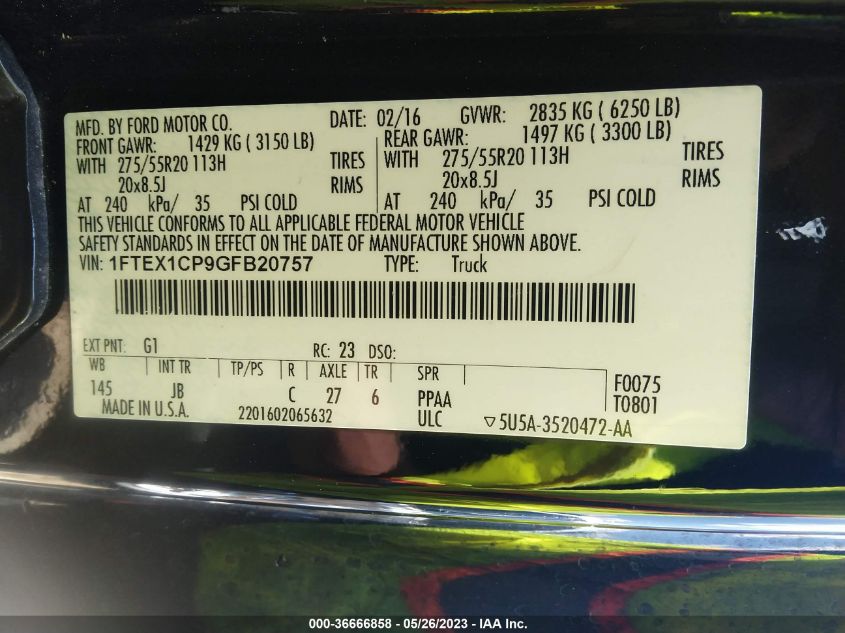 MFD. BY FORD MOTOR CO. DATE: 02/16 GVWR: 2835 KG ( 6250 LB)
FRONT GAWR: 1429 KG ( 3150 LB) REAR GAWR: 1497 KG ( 3300 LB)
WITH 275/55R20 113H TIRES WITH 275/55R20 113H TIRES
20x8.5J RIMS 20x8.5J RIMS
AT 240 kPa/ 35 PSI COLD AT 240 kPa/ 35 PSI COLD
THIS VEHICLE CONFORMS TO ALL APPLICABLE FEDERAL MOTOR VEHICLE
SAFETY STANDARDS IN EFFECT ON THE DATE OF MANUFACTURE SHOWN ABOVE.
VIN: 1FTEX1CP9GFB20757 TYPE: Truck
EXT PNT: G1 RC: 23 DSO:
WB INT TR TP/PS R AXLE TR SPR F0075
145 JB C 27 6 PPAA T0801
MADE IN U.S.A. 2201602065632 ULC ▽5U5A-3520472-AA
000-36666858 - 05/26/2023 - IAA Inc.